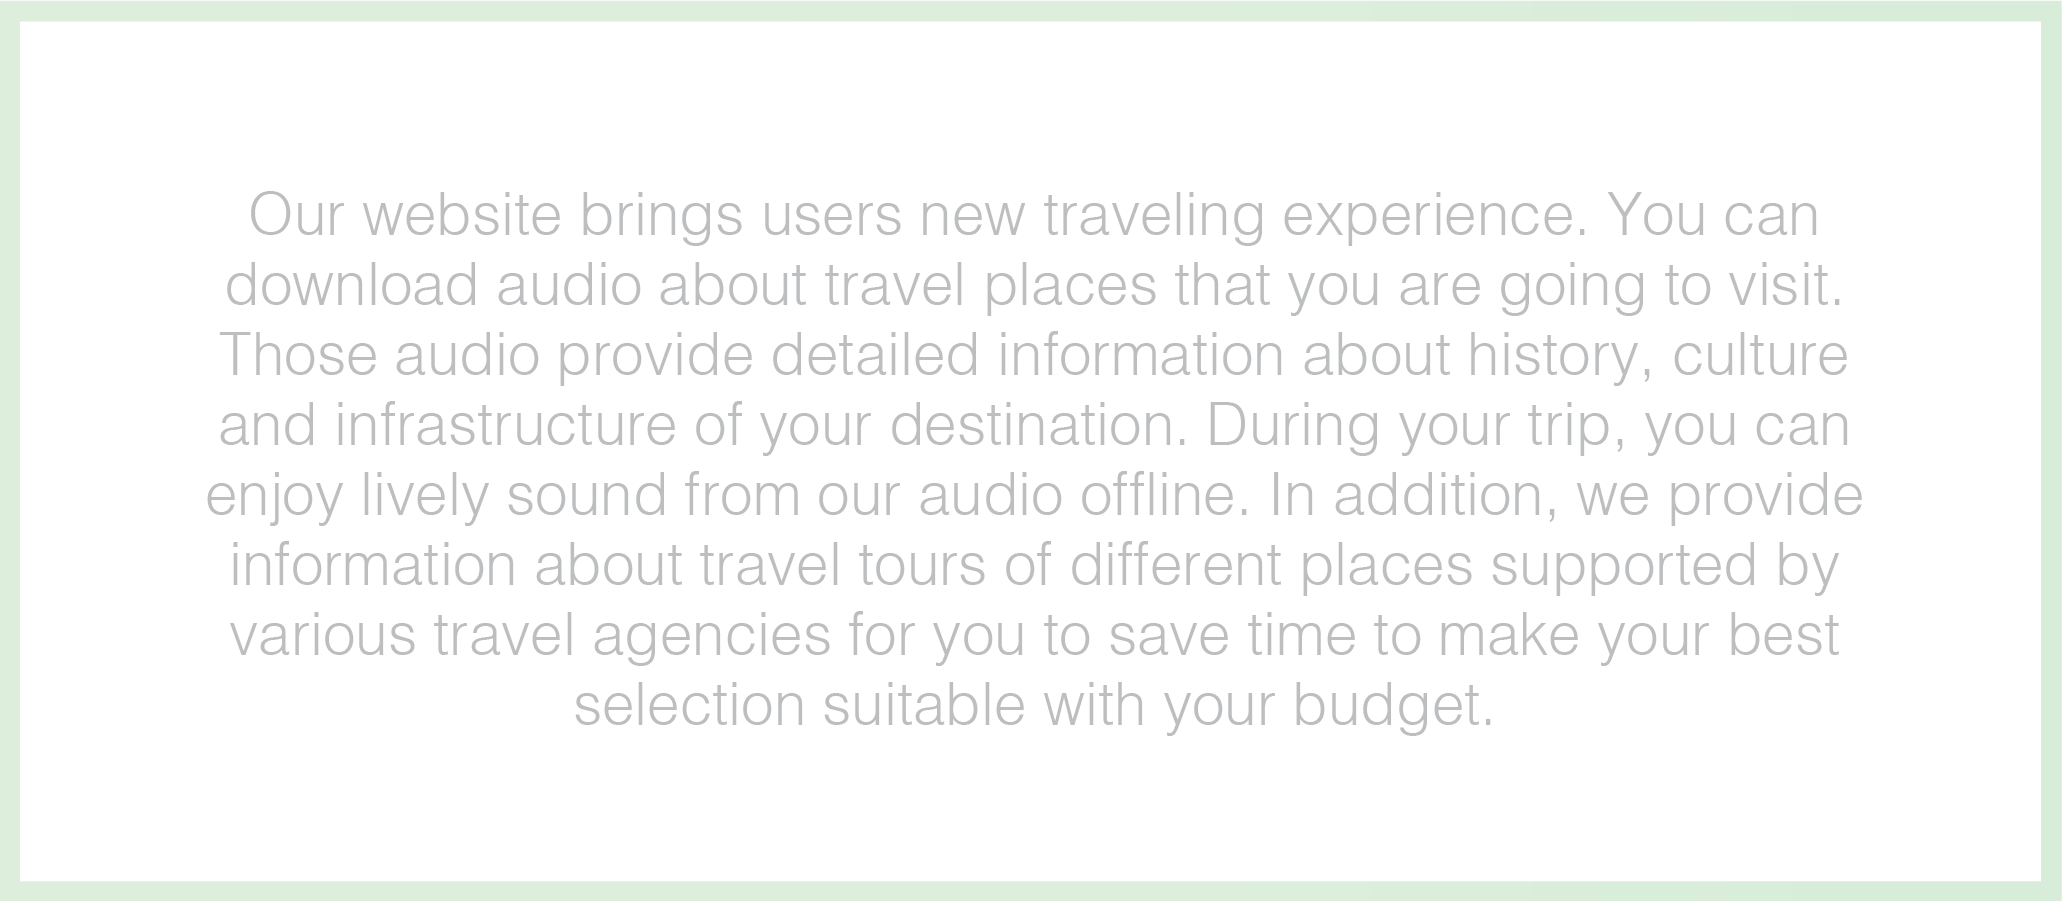 Our website brings users new traveling experience. You can
download audio about travel places that you are going to visit.
Those audio provide detailed information about history, culture
and infrastructure of your destination. During your trip, you can
enjoy lively sound from our audio offline. In addition, we provide
information about travel tours of different places supported by
various travel agencies for you to save time to make your best
selection suitable with your budget.